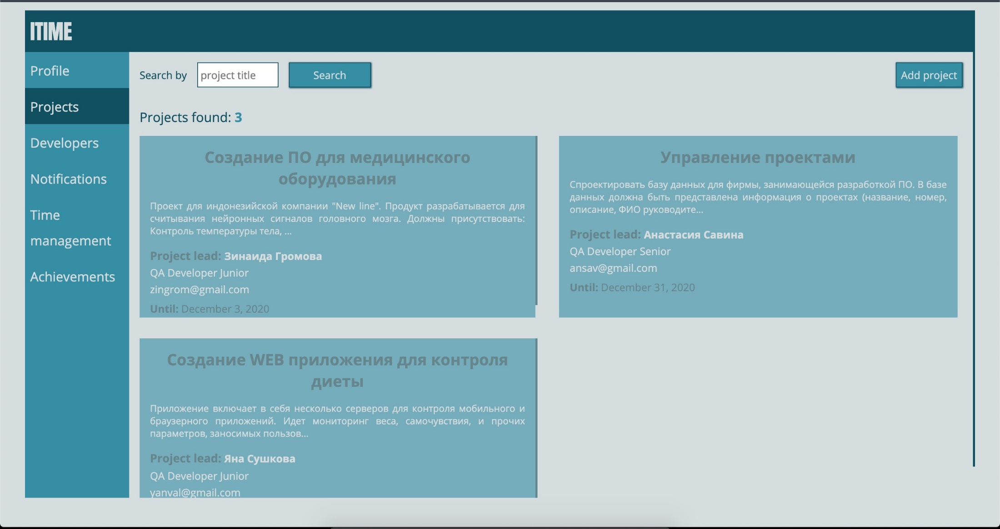 ITIME
Profile
Projects
Developers
Notifications
Time
management
Achievements
Search by
project title
Search
Add project
Projects found: 3
Создание ПО для медицинского
оборудования
Проект для индонезийской компании "New line". Продукт разрабатывается для
считывания нейронных сигналов головного мозга. Должны присутствовать:
Контроль температуры тела, ...
Project lead: Зинаида Громова
QA Developer Junior
zingrom@gmail.com
Until: December 3, 2020
Управление проектами
Спроектировать базу данных для фирмы, занимающейся разработкой ПО. В базе
данных должна быть представлена информация о проектах (название, номер,
описание, ФИО руководите...
Project lead: Анастасия Савина
QA Developer Senior
ansav@gmail.com
Until: December 31, 2020
Создание WEB приложения для контроля
диеты
Приложение включает в себя несколько серверов для контроля мобильного и
браузерного приложений. Идет мониторинг веса, самочувствия, и прочих
параметров, заносимых пользов...
Project lead: Яна Сушкова
QA Developer Junior
yanval@gmail.com